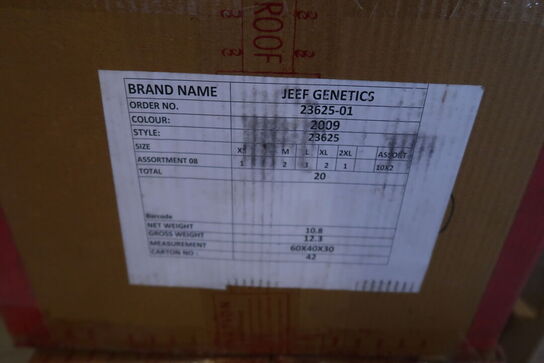 ROOF
BRAND NAME JEEF GENETICS
ORDER NO. 23625-01
COLOUR: 2009
STYLE: 23625
SIZE XS M L XL 2XL ASSORT
ASSORTMENT 08 1 2 3 2 1 10X2
TOTAL 20
Barcode
NET WEIGHT 10.8
GROSS WEIGHT 12.3
MEASUREMENT 60X40X30
CARTON NO : 42